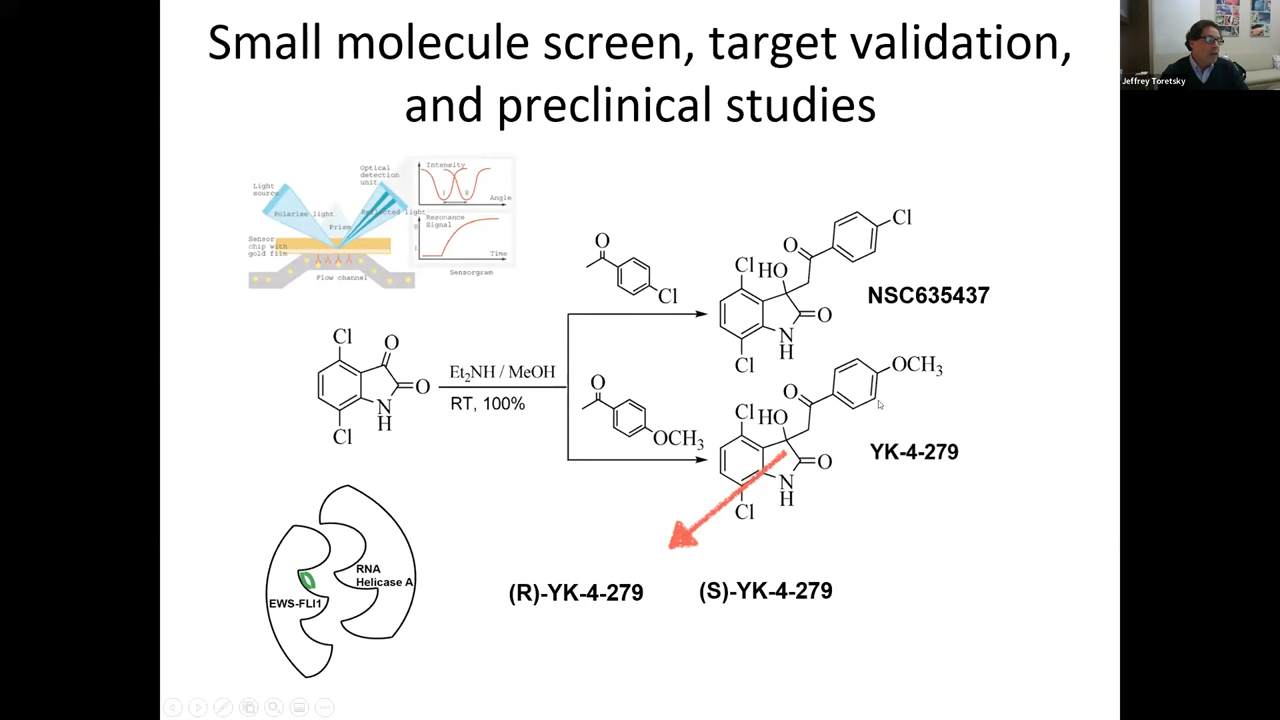 Small molecule screen, target validation,
and preclinical studies
Jeffrey Toretsky
Light
source
Polarise light
Prism
Optical
detection
unit
Reflected light
Sensor
chip with
gold film
Flow channel
Intensity
I
II
Angle
Resonance
Signal
II
I
Time
Sensorgram
Cl
O
O
N
H
Cl
Et2NH / MeOH
RT, 100%
O
Cl
O
OCH3
Cl
O
Cl
HO
O
N
H
Cl
NSC635437
OCH3
O
Cl
HO
O
N
H
Cl
YK-4-279
RNA
Helicase A
EWS-FLI1
(R)-YK-4-279
(S)-YK-4-279